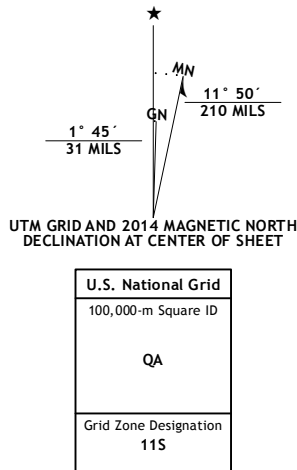 ★
MN
GN
1° 45´
31 MILS
11° 50´
210 MILS
UTM GRID AND 2014 MAGNETIC NORTH
DECLINATION AT CENTER OF SHEET
U.S. National Grid
100,000-m Square ID
QA
Grid Zone Designation
11S